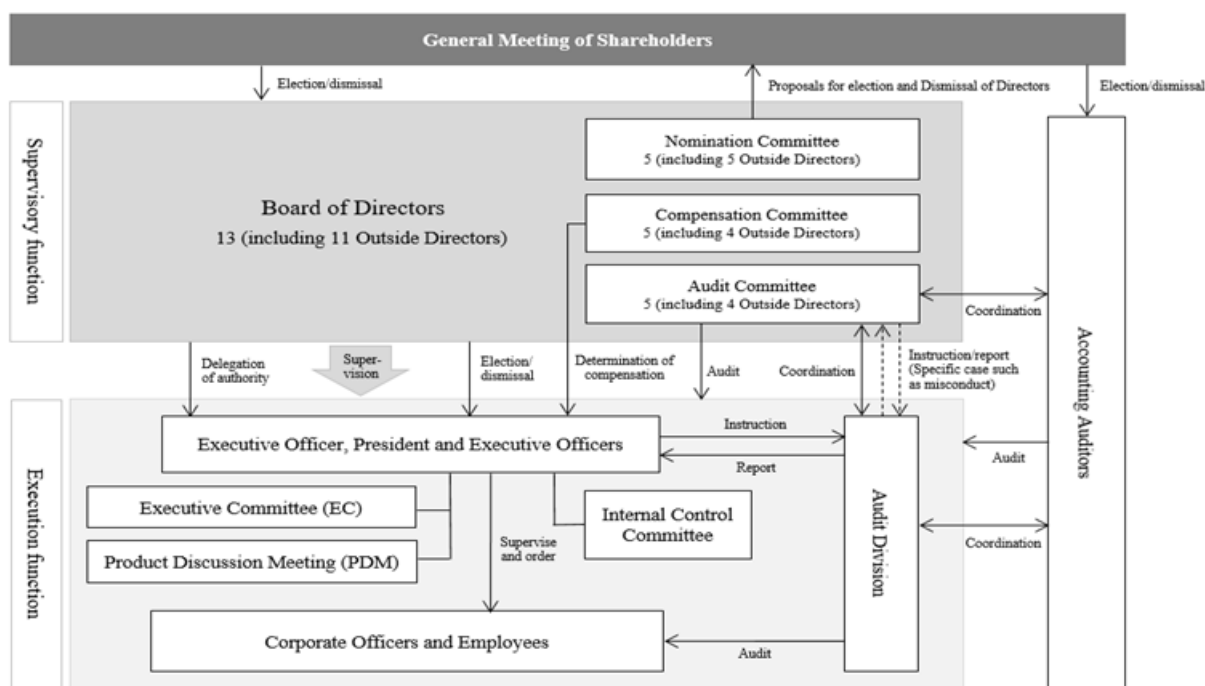 General Meeting of Shareholders
Election/dismissal
Proposals for election and Dismissal of Directors
Election/dismissal
Supervisory function
Board of Directors
13 (including 11 Outside Directors)
Nomination Committee
5 (including 5 Outside Directors)
Compensation Committee
5 (including 4 Outside Directors)
Audit Committee
5 (including 4 Outside Directors)
Coordination
Accounting Auditors
Delegation
of authority
Super-
vision
Election/
dismissal
Determination of
compensation
Audit
Coordination
Instruction/report
(Specific case such
as misconduct)
Execution function
Executive Officer, President and Executive Officers
Instruction
Report
Audit
Executive Committee (EC)
Product Discussion Meeting (PDM)
Supervise
and order
Internal Control
Committee
Audit Division
Coordination
Corporate Officers and Employees
Audit